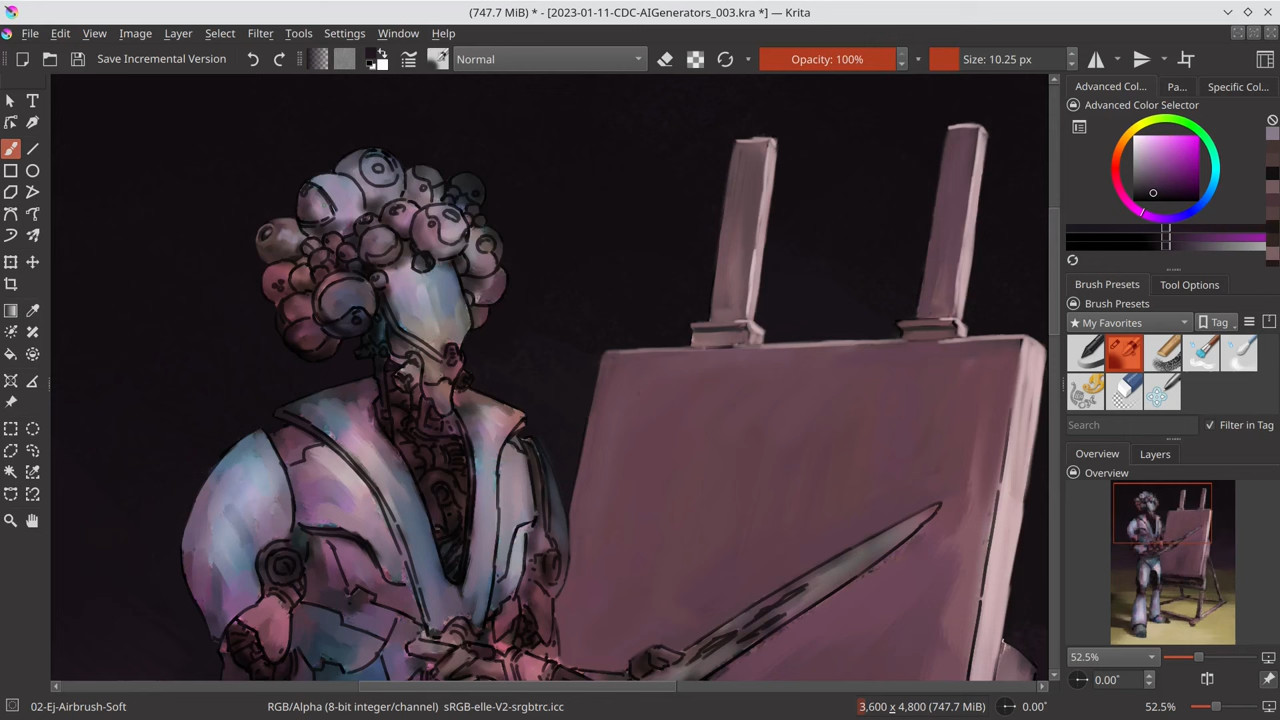 (747.7 MiB) * - [2023-01-11-CDC-AIGenerators_003.kra *] — Krita
File Edit View Image Layer Select Filter Tools Settings Window Help
Save Incremental Version Normal Opacity: 100% Size: 10.25 px
Advanced Col... Pa... Specific Col...
Advanced Color Selector
Brush Presets Tool Options
Brush Presets
★ My Favorites Tag
Search Filter in Tag
Overview Layers
Overview
52.5%
0.00°
02-Ej-Airbrush-Soft RGB/Alpha (8-bit integer/channel) sRGB-elle-V2-srgbtrc.icc 3,600 x 4,800 (747.7 MiB) 0.00° 52.5%